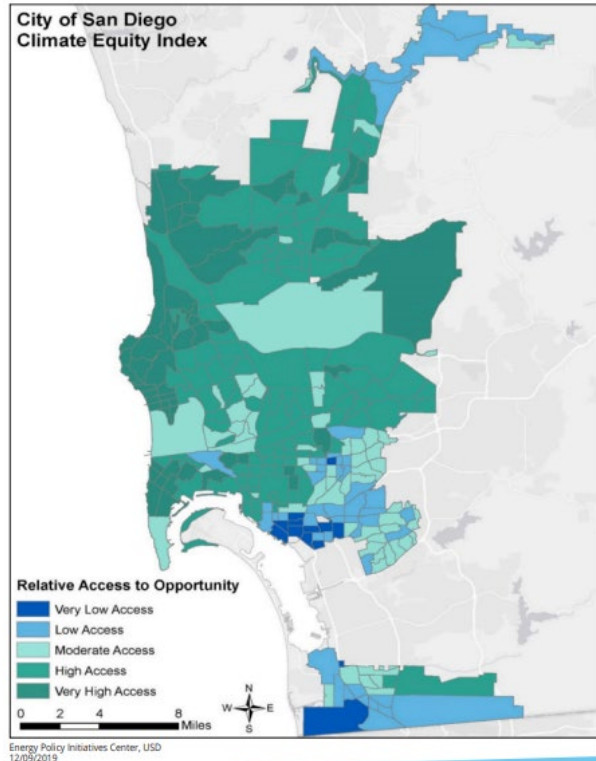 City of San Diego
Climate Equity Index
Relative Access to Opportunity
Very Low Access
Low Access
Moderate Access
High Access
Very High Access
0 2 4 8
Miles
N
W E
S
Energy Policy Initiatives Center, USD
12/09/2019